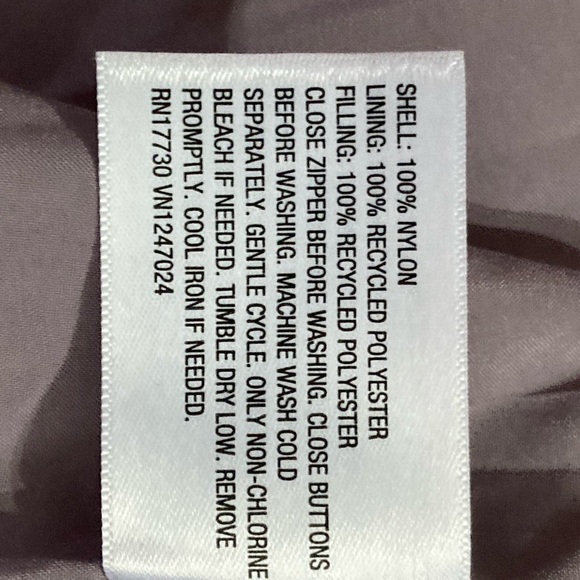 SHELL: 100% NYLON
LINING: 100% RECYCLED POLYESTER
FILLING: 100% RECYCLED POLYESTER
CLOSE ZIPPER BEFORE WASHING. CLOSE BUTTONS
BEFORE WASHING. MACHINE WASH COLD
SEPARATELY. GENTLE CYCLE. ONLY NON-CHLORINE
BLEACH IF NEEDED. TUMBLE DRY LOW. REMOVE
PROMPTLY. COOL IRON IF NEEDED.
RN17730 VN1247024